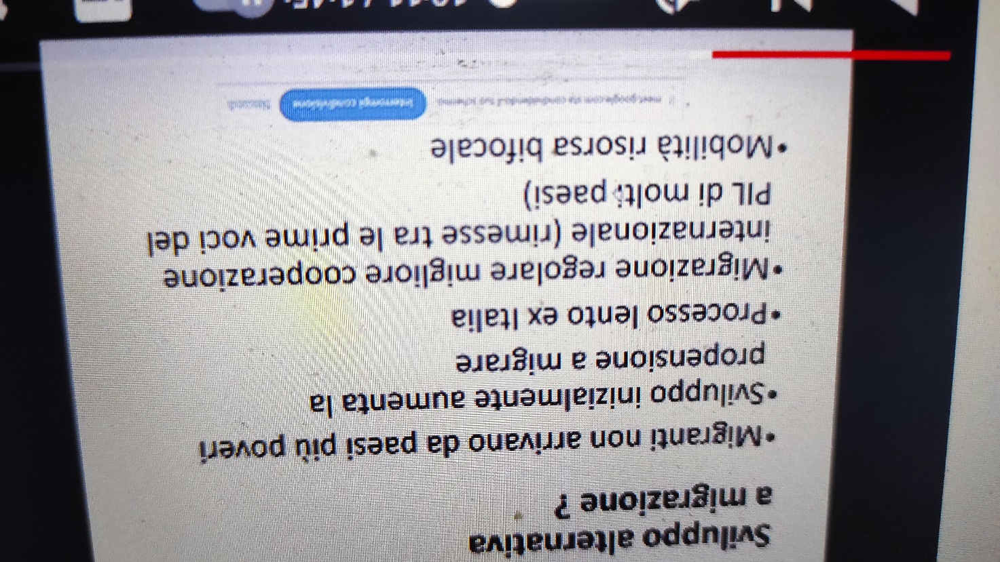 Sviluppo alternativa
a migrazione ?
•Migranti non arrivano da paesi più poveri
•Sviluppo inizialmente aumenta la
propensione a migrare
•Processo lento ex Italia
•Migrazione regolare migliore cooperazione
internazionale (rimesse tra le prime voci del
PIL di molti paesi)
•Mobilità risorsa bifocale
meet.google.com sta condividendo il tuo schermo. Interrompi condivisione Nascondi